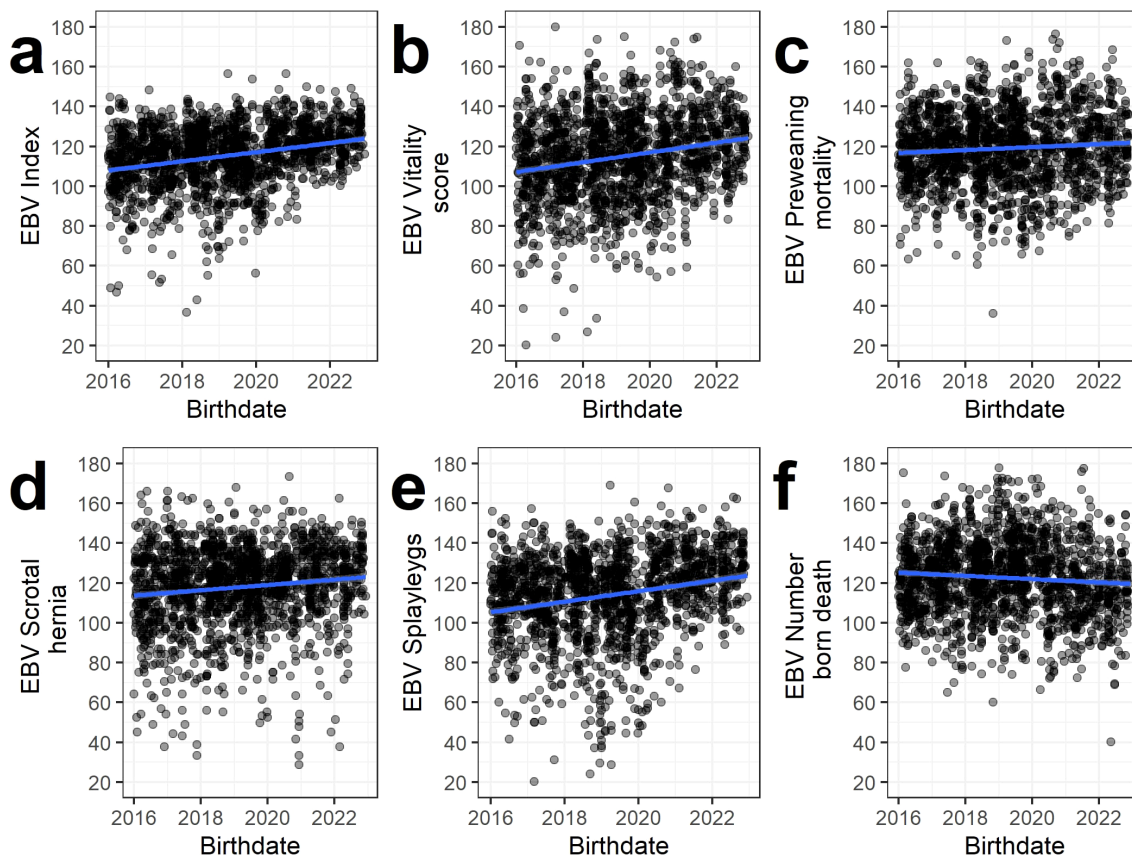 a
EBV Index
180
160
140
120
100
80
60
40
20
2016 2018 2020 2022
Birthdate
b
EBV Vitality
score
180
160
140
120
100
80
60
40
20
2016 2018 2020 2022
Birthdate
c
EBV Preweaning
mortality
180
160
140
120
100
80
60
40
20
2016 2018 2020 2022
Birthdate
d
EBV Scrotal
hernia
180
160
140
120
100
80
60
40
20
2016 2018 2020 2022
Birthdate
e
EBV Splaylegs
180
160
140
120
100
80
60
40
20
2016 2018 2020 2022
Birthdate
f
EBV Number
born death
180
160
140
120
100
80
60
40
20
2016 2018 2020 2022
Birthdate